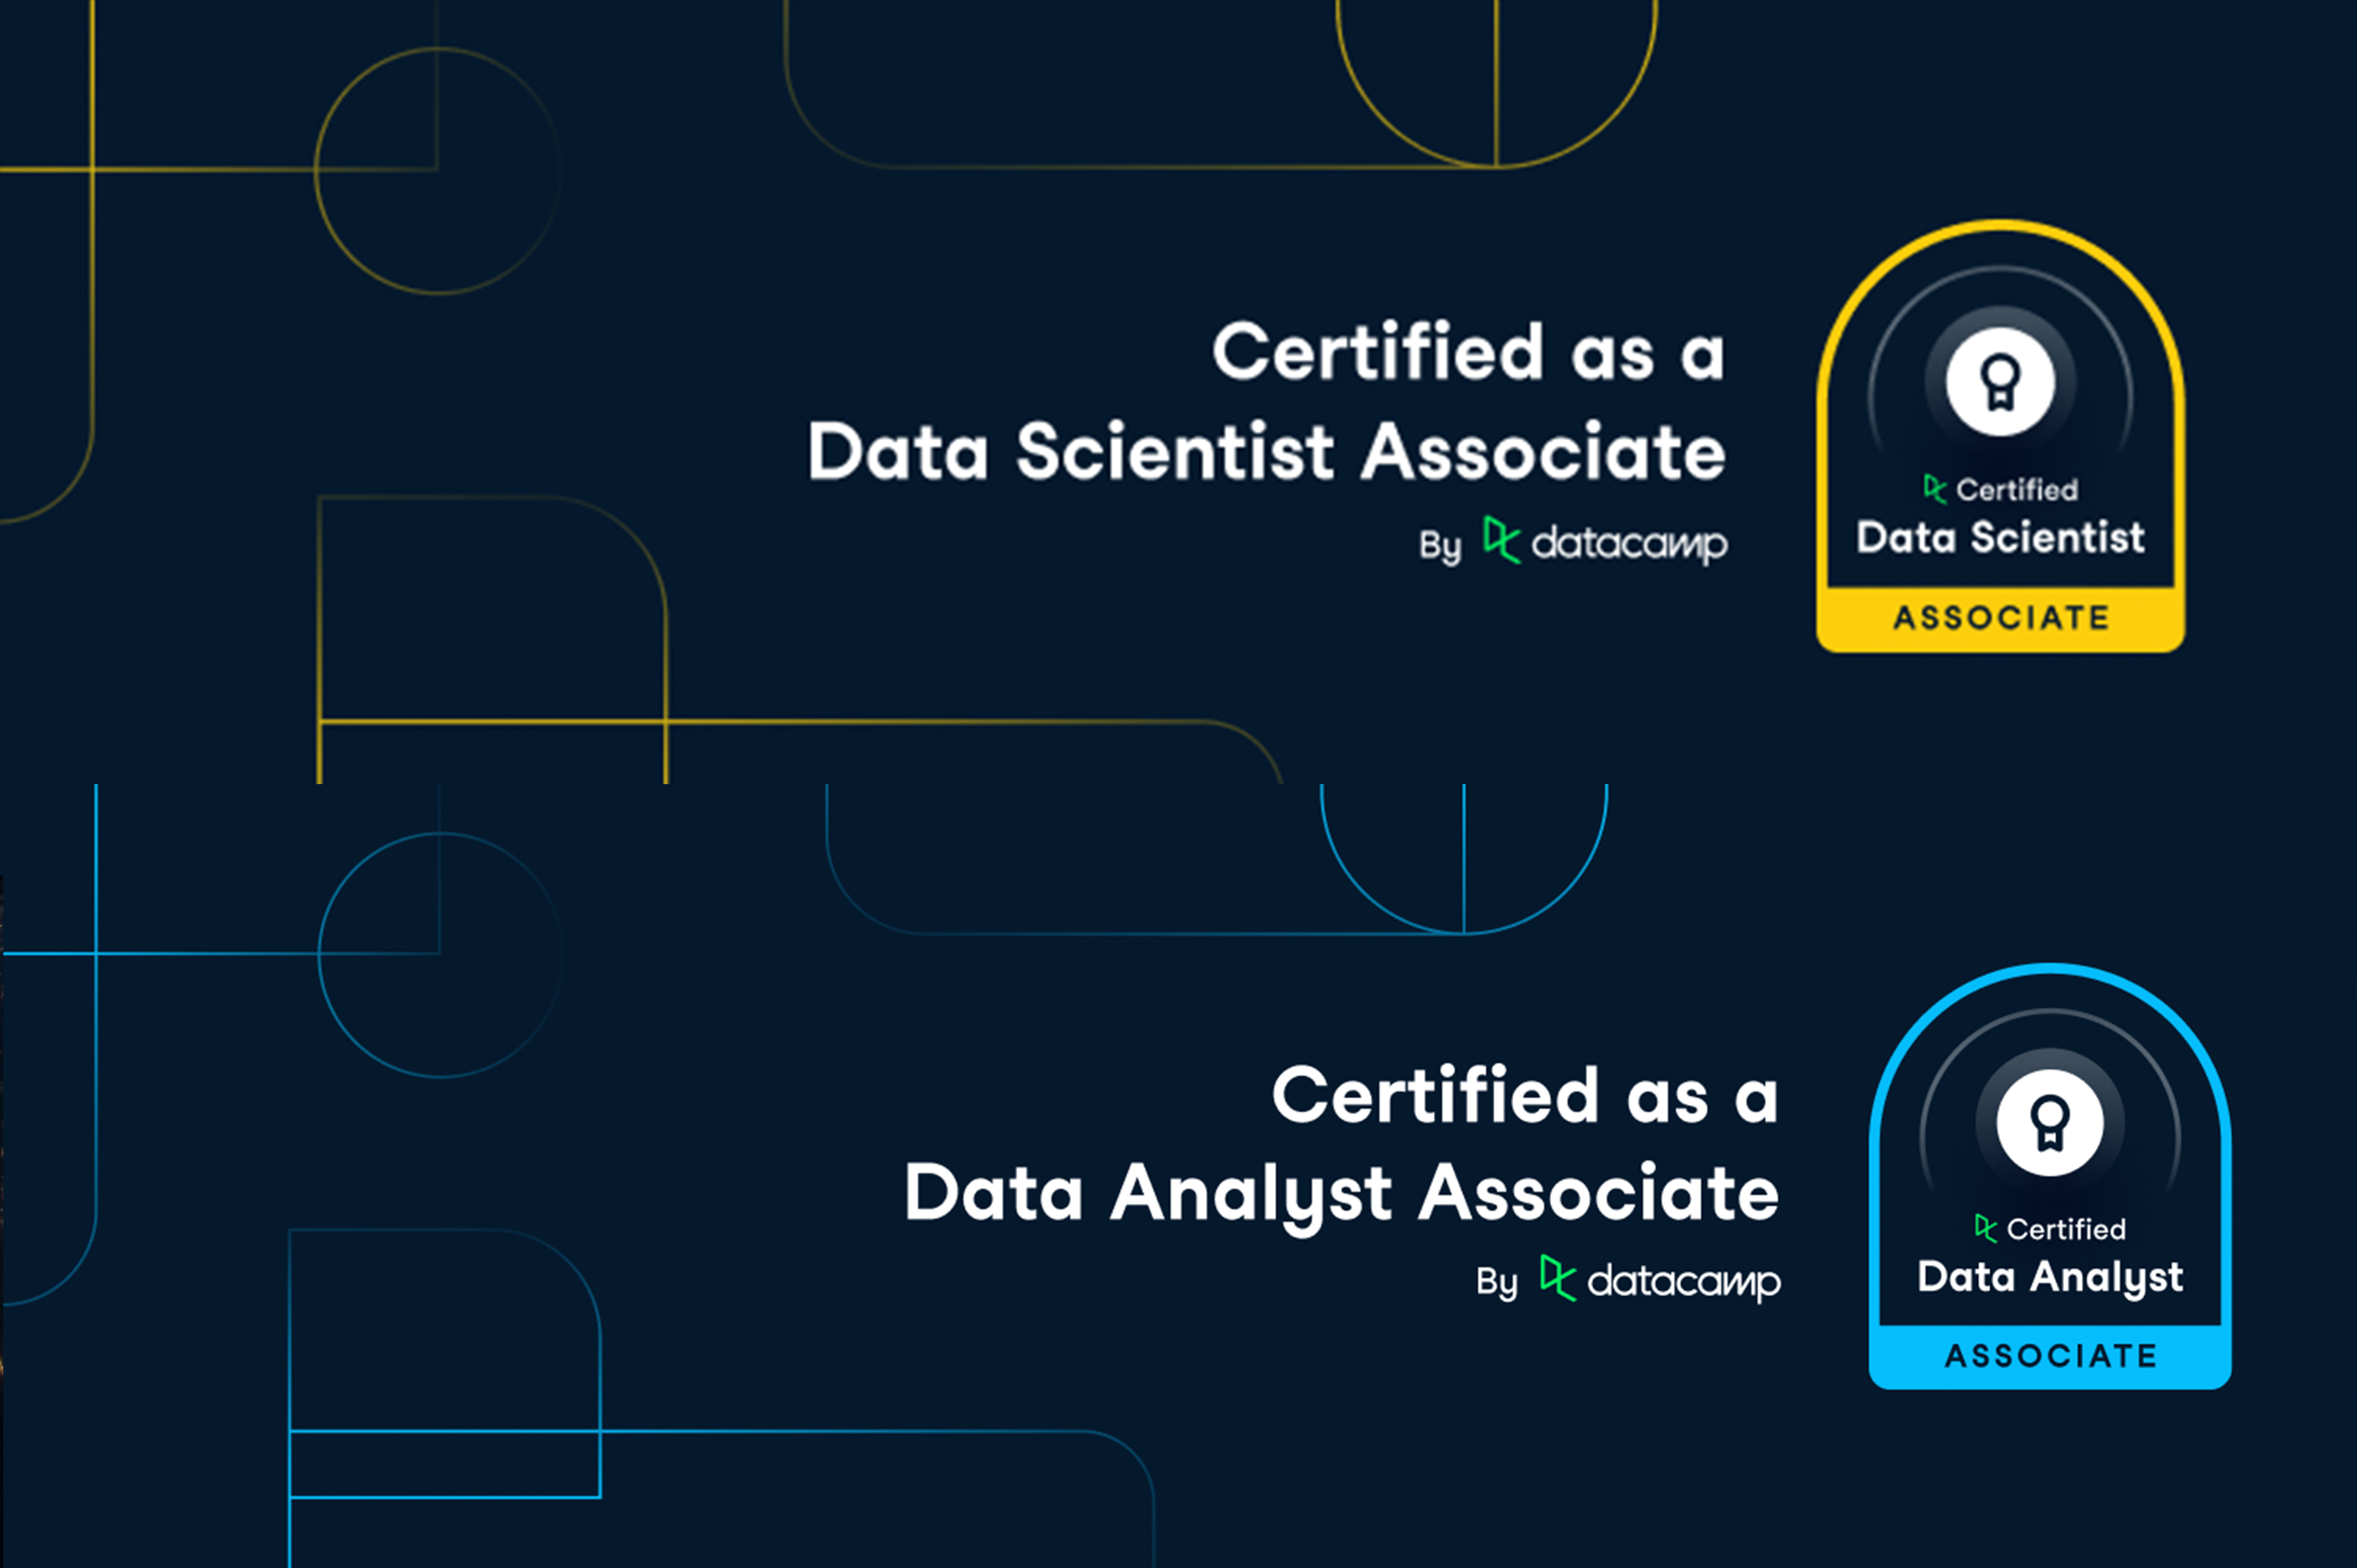 Certified as a
Data Scientist Associate
By datacamp
Certified
Data Scientist
ASSOCIATE
Certified as a
Data Analyst Associate
By datacamp
Certified
Data Analyst
ASSOCIATE